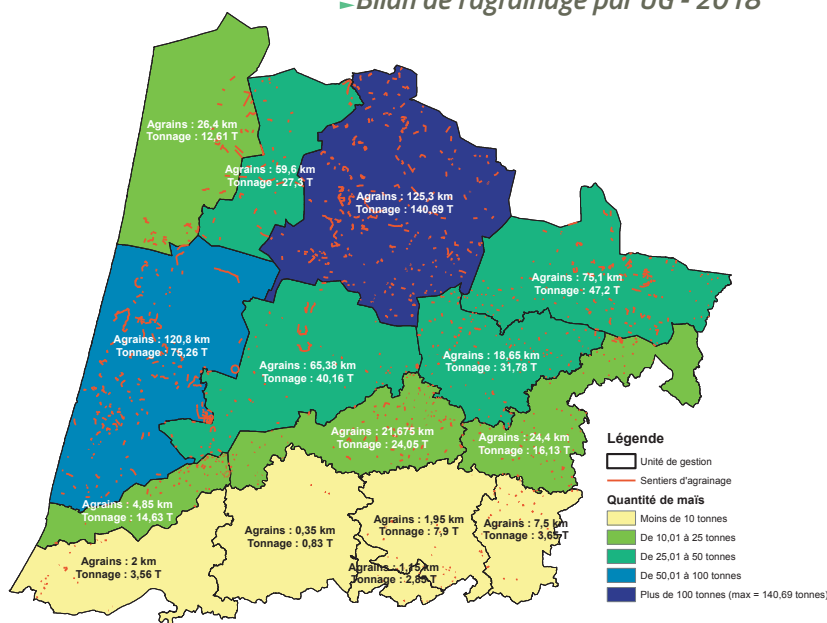 ►Bilan de l'agrainage par UG - 2018
Agrains : 26,4 km
Tonnage : 12,61 T
Agrains : 59,6 km
Tonnage : 27,3 T
Agrains : 125,3 km
Tonnage : 140,69 T
Agrains : 75,1 km
Tonnage : 47,2 T
Agrains : 120,8 km
Tonnage : 75,26 T
Agrains : 65,38 km
Tonnage : 40,16 T
Agrains : 18,65 km
Tonnage : 31,78 T
Agrains : 21,675 km
Tonnage : 24,05 T
Agrains : 24,4 km
Tonnage : 16,13 T
Agrains : 4,85 km
Tonnage : 14,63 T
Agrains : 2 km
Tonnage : 3,56 T
Agrains : 0,35 km
Tonnage : 0,83 T
Agrains : 1,95 km
Tonnage : 7,9 T
Agrains : 7,5 km
Tonnage : 3,65 T
Agrains : 1,15 km
Tonnage : 2,85 T
Légende
Unité de gestion
Sentiers d'agrainage
Quantité de maïs
Moins de 10 tonnes
De 10,01 à 25 tonnes
De 25,01 à 50 tonnes
De 50,01 à 100 tonnes
Plus de 100 tonnes (max = 140,69 tonnes)